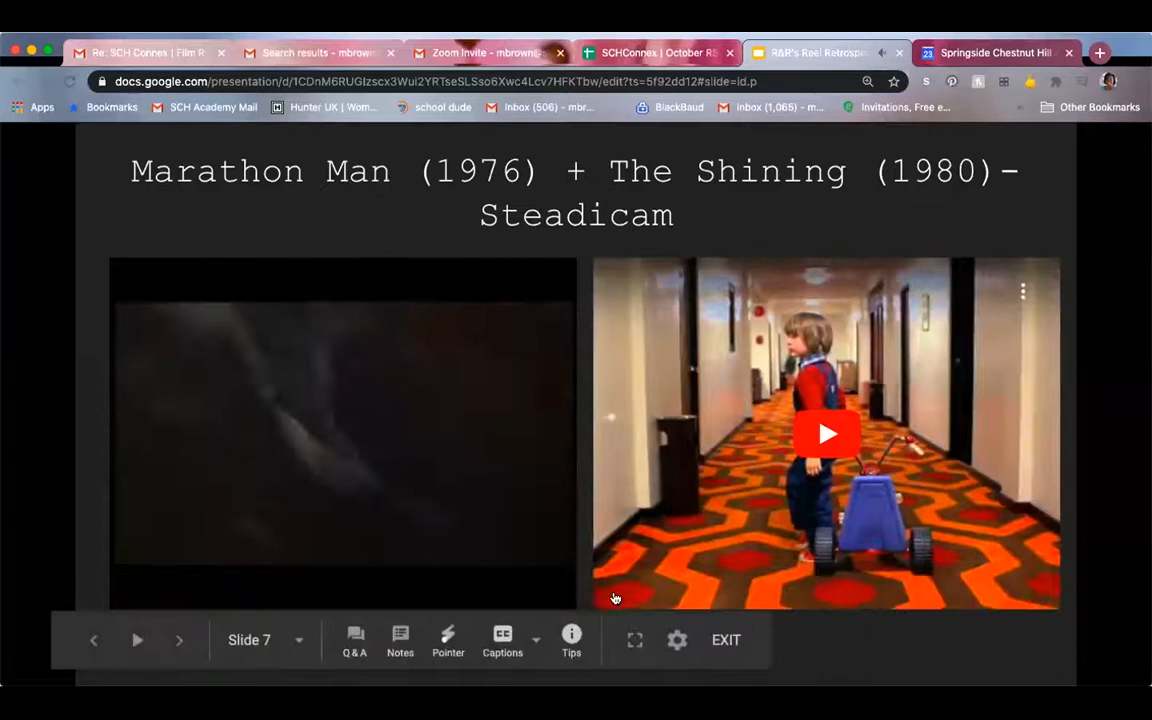 Re: SCH Connex | Film R
Search results - mbrown
Zoom Invite - mbrown@s
SCHConnex | October RS
R&R's Reel Retrospe
Springside Chestnut Hill
docs.google.com/presentation/d/1CDnM6RUGIzscx3Wui2YRTseSLSso6Xwc4Lcv7HFKTbw/edit?ts=5f92dd12#slide=id.p
Apps
Bookmarks
SCH Academy Mail
Hunter UK | Wom...
school dude
Inbox (506) - mbr...
BlackBaud
Inbox (1,065) - m...
Invitations, Free e...
Other Bookmarks
Marathon Man (1976) + The Shining (1980)-
Steadicam
Slide 7
Q & A
Notes
Pointer
CC
Captions
Tips
EXIT